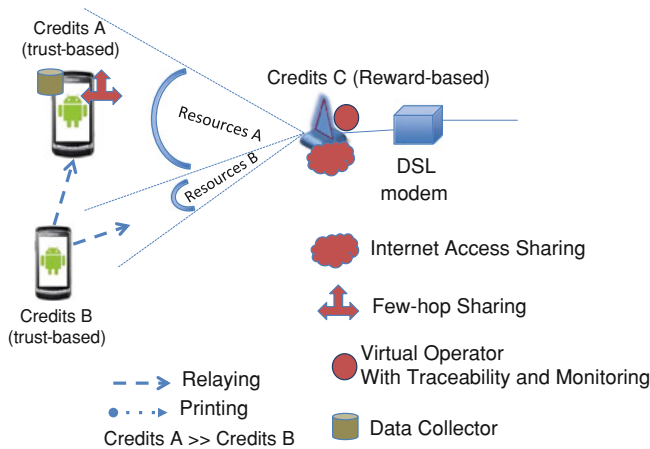 Credits A
(trust-based)
Credits C (Reward-based)
Resources A
Resources B
DSL
modem
Credits B
(trust-based)
Internet Access Sharing
Few-hop Sharing
Virtual Operator
With Traceability and Monitoring
Data Collector
Relaying
Printing
Credits A >> Credits B